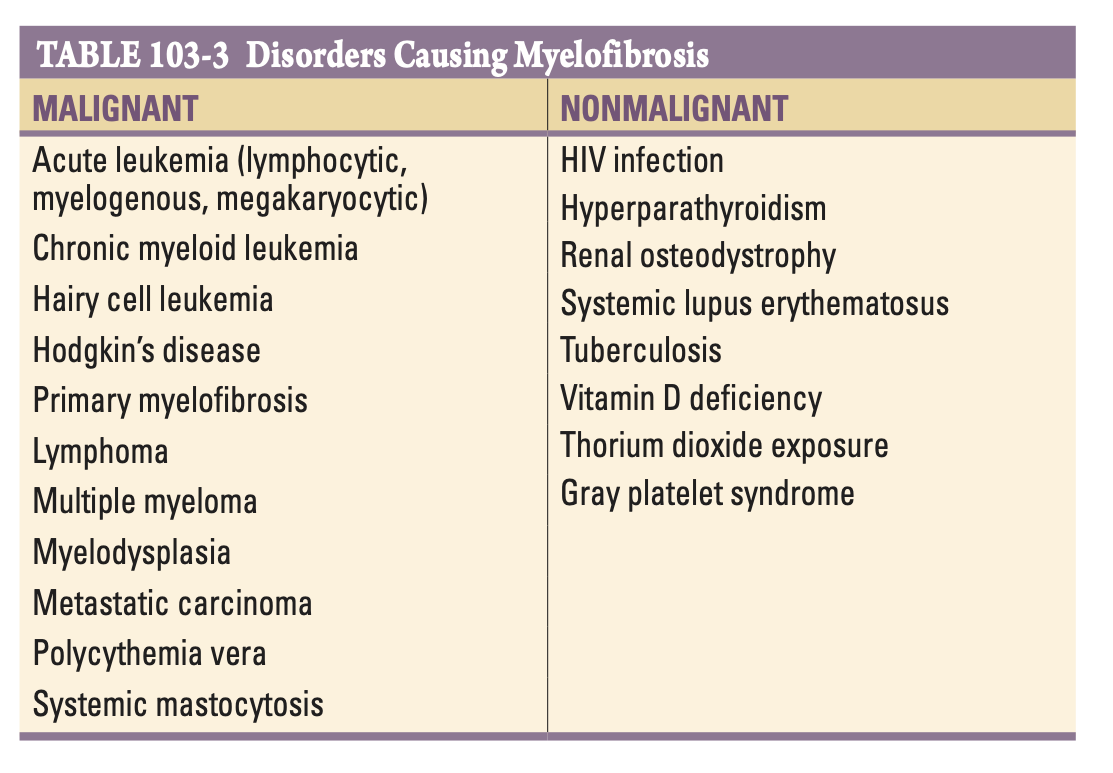 TABLE 103-3 Disorders Causing Myelofibrosis
MALIGNANT
Acute leukemia (lymphocytic,
myelogenous, megakaryocytic)
Chronic myeloid leukemia
Hairy cell leukemia
Hodgkin’s disease
Primary myelofibrosis
Lymphoma
Multiple myeloma
Myelodysplasia
Metastatic carcinoma
Polycythemia vera
Systemic mastocytosis
NONMALIGNANT
HIV infection
Hyperparathyroidism
Renal osteodystrophy
Systemic lupus erythematosus
Tuberculosis
Vitamin D deficiency
Thorium dioxide exposure
Gray platelet syndrome